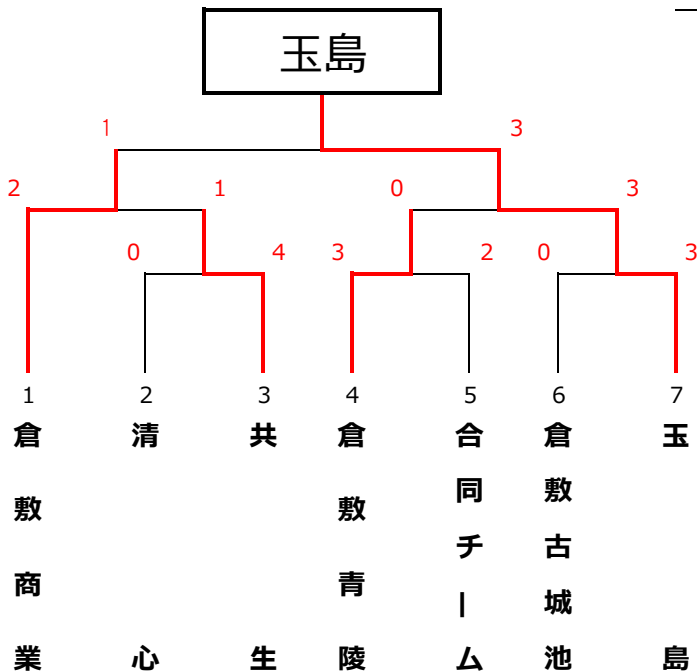 玉島
1 3
2 1 0 3
0 4 3 2 0 3
1 2 3 4 5 6 7
倉敷商業
清心
共生
倉敷青陵
合同チーム
倉敷古城池
玉島